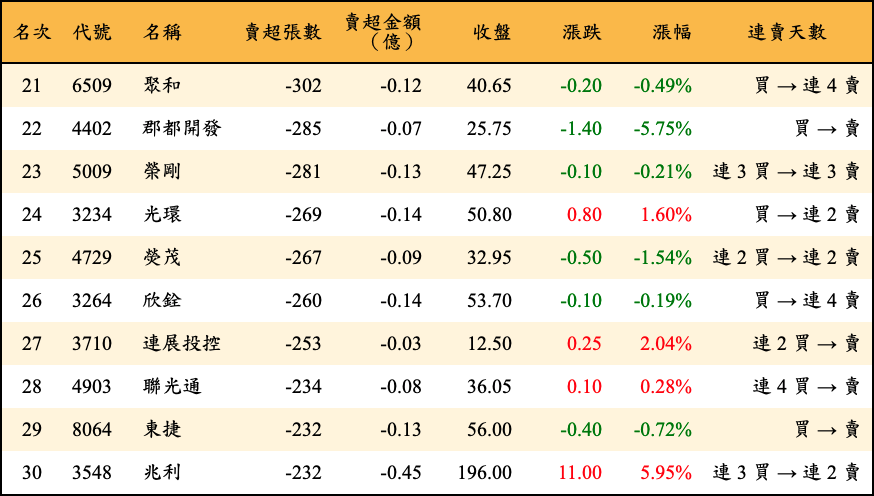 名次 代號 名稱 賣超張數 賣超金額（億） 收盤 漲跌 漲幅 連賣天數
21 6509 聚和 -302 -0.12 40.65 -0.20 -0.49% 買 → 連 4 賣
22 4402 郡都開發 -285 -0.07 25.75 -1.40 -5.75% 買 → 賣
23 5009 榮剛 -281 -0.13 47.25 -0.10 -0.21% 連 3 買 → 連 3 賣
24 3234 光環 -269 -0.14 50.80 0.80 1.60% 買 → 連 2 賣
25 4729 熒茂 -267 -0.09 32.95 -0.50 -1.54% 連 2 買 → 連 2 賣
26 3264 欣銓 -260 -0.14 53.70 -0.10 -0.19% 買 → 連 4 賣
27 3710 連展投控 -253 -0.03 12.50 0.25 2.04% 連 2 買 → 賣
28 4903 聯光通 -234 -0.08 36.05 0.10 0.28% 連 4 買 → 賣
29 8064 東捷 -232 -0.13 56.00 -0.40 -0.72% 買 → 賣
30 3548 兆利 -232 -0.45 196.00 11.00 5.95% 連 3 買 → 連 2 賣